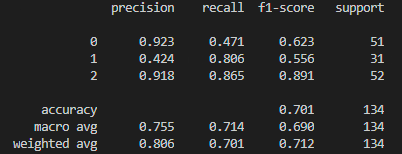 precision recall f1-score support
0 0.923 0.471 0.623 51
1 0.424 0.806 0.556 31
2 0.918 0.865 0.891 52
accuracy 0.701 134
macro avg 0.755 0.714 0.690 134
weighted avg 0.806 0.701 0.712 134